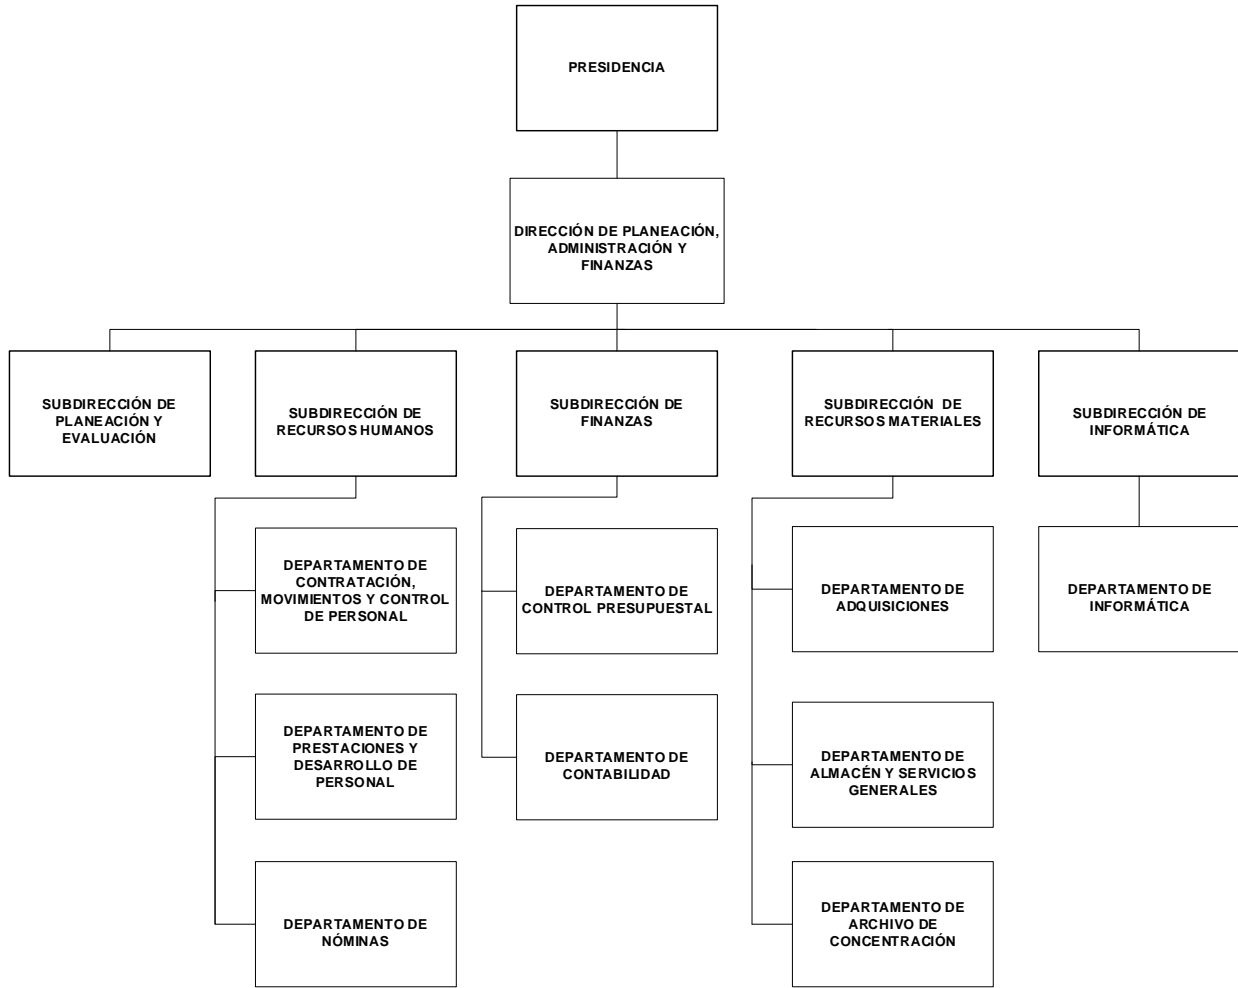 PRESIDENCIA
DIRECCIÓN DE PLANEACIÓN,
ADMINISTRACIÓN Y
FINANZAS
SUBDIRECCIÓN DE
PLANEACIÓN Y
EVALUACIÓN
SUBDIRECCIÓN DE
RECURSOS HUMANOS
SUBDIRECCIÓN DE
FINANZAS
SUBDIRECCIÓN DE
RECURSOS MATERIALES
SUBDIRECCIÓN DE
INFORMÁTICA
DEPARTAMENTO DE
CONTRATACIÓN,
MOVIMIENTOS Y CONTROL
DE PERSONAL
DEPARTAMENTO DE
CONTROL PRESUPUESTAL
DEPARTAMENTO DE
ADQUISICIONES
DEPARTAMENTO DE
INFORMÁTICA
DEPARTAMENTO DE
PRESTACIONES Y
DESARROLLO DE
PERSONAL
DEPARTAMENTO DE
CONTABILIDAD
DEPARTAMENTO DE
ALMACÉN Y SERVICIOS
GENERALES
DEPARTAMENTO DE
NÓMINAS
DEPARTAMENTO DE
ARCHIVO DE
CONCENTRACIÓN